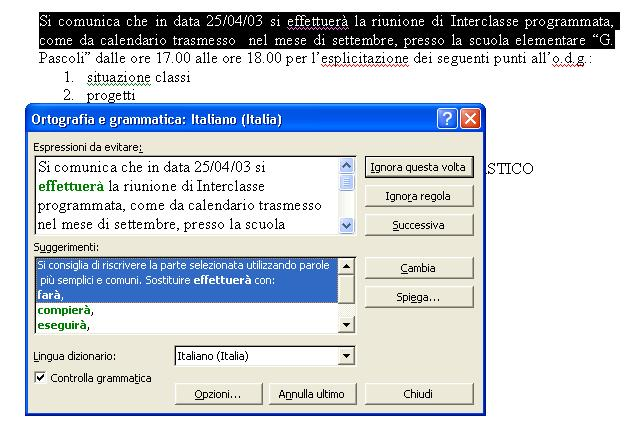 Si comunica che in data 25/04/03 si effettuerà la riunione di Interclasse programmata,
come da calendario trasmesso nel mese di settembre, presso la scuola elementare “G.
Pascoli” dalle ore 17.00 alle ore 18.00 per l’esplicitazione dei seguenti punti all’o.d.g.:
1. situazione classi
2. progetti
Ortografia e grammatica: Italiano (Italia)
Espressioni da evitare:
Si comunica che in data 25/04/03 si
effettuerà la riunione di Interclasse
programmata, come da calendario trasmesso
nel mese di settembre, presso la scuola
Ignora questa volta
STICO
Ignora regola
Successiva
Suggerimenti:
Si consiglia di riscrivere la parte selezionata utilizzando parole
più semplici e comuni. Sostituire effettuerà con:
farà,
compierà,
eseguirà,
Cambia
Spiega...
Lingua dizionario:
Italiano (Italia)
Controlla grammatica
Opzioni...
Annulla ultimo
Chiudi